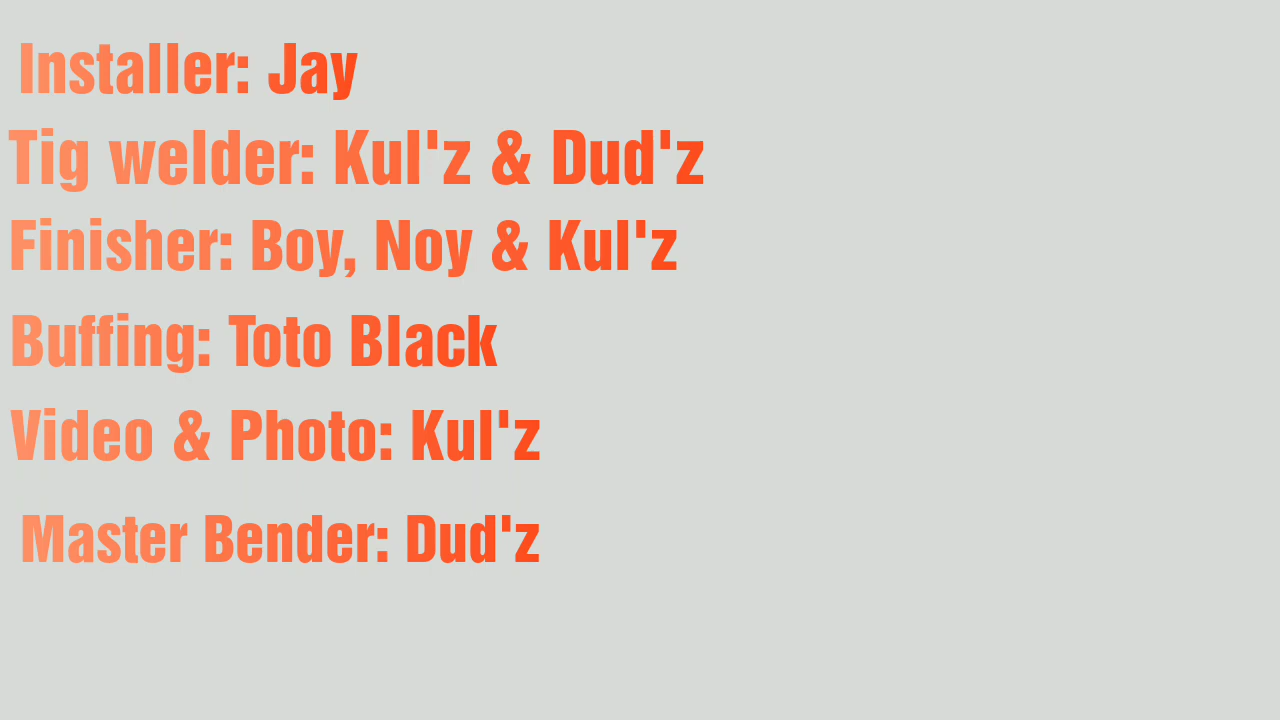 Installer: Jay
Tig welder: Kul'z & Dud'z
Finisher: Boy, Noy & Kul'z
Buffing: Toto Black
Video & Photo: Kul'z
Master Bender: Dud'z